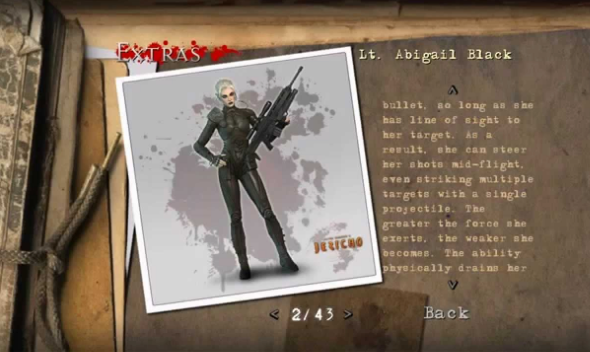 Extras
Lt. Abigail Black
bullet, so long as she
has line of sight to
her target. As a
result, she can steer
her shots mid-flight,
even striking multiple
targets with a single
projectile. The
greater the force she
exerts, the weaker she
becomes. The ability
physically drains her
JERICHO
< 2/43 >
Back